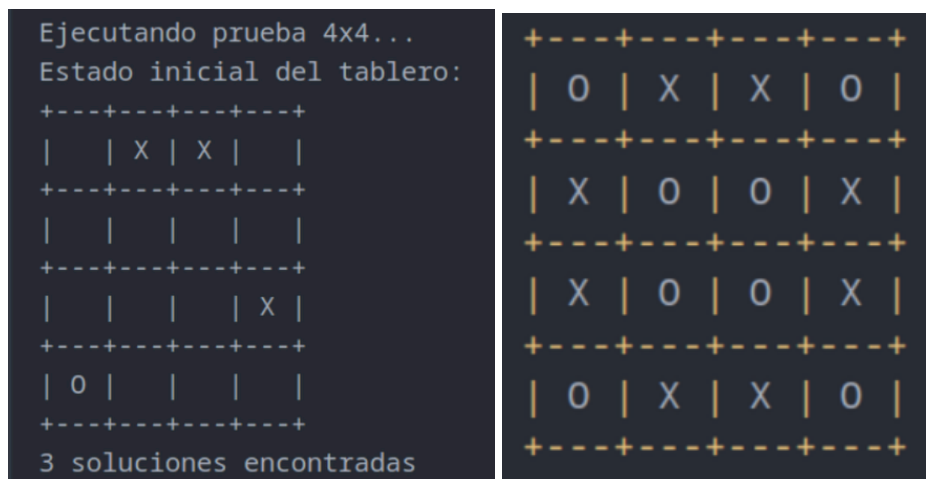 Ejecutando prueba 4x4...
Estado inicial del tablero:
+---+---+---+---+
|   | X | X |   |
+---+---+---+---+
|   |   |   |   |
+---+---+---+---+
|   |   |   | X |
+---+---+---+---+
| O |   |   |   |
+---+---+---+---+
3 soluciones encontradas
+---+---+---+---+
| O | X | X | O |
+---+---+---+---+
| X | O | O | X |
+---+---+---+---+
| X | O | O | X |
+---+---+---+---+
| O | X | X | O |
+---+---+---+---+